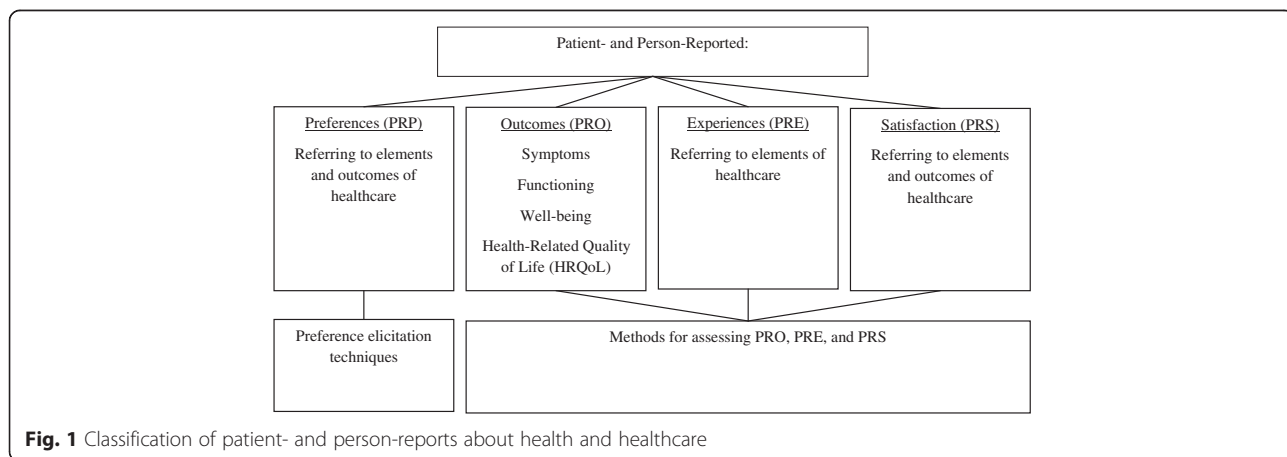 Patient- and Person-Reported:
Preferences (PRP)
Referring to elements
and outcomes of
healthcare
Outcomes (PRO)
Symptoms
Functioning
Well-being
Health-Related Quality
of Life (HRQoL)
Experiences (PRE)
Referring to elements of
healthcare
Satisfaction (PRS)
Referring to elements
and outcomes of
healthcare
Preference elicitation
techniques
Methods for assessing PRO, PRE, and PRS
Fig. 1 Classification of patient- and person-reports about health and healthcare